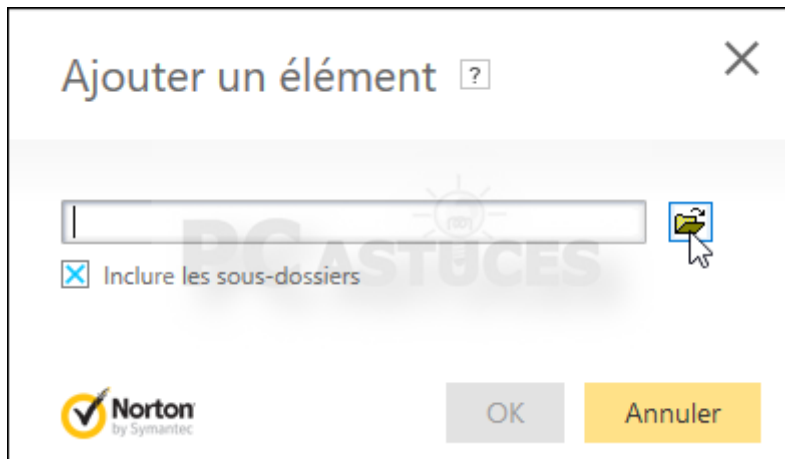 Ajouter un élément ?
PC ASTUCES
Inclure les sous-dossiers
Norton
by Symantec
OK
Annuler